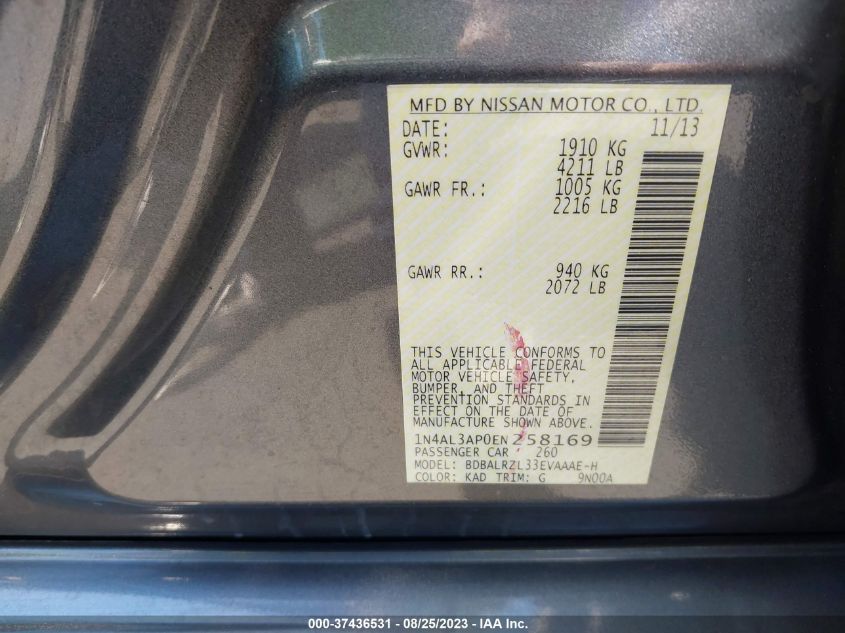 MFD BY NISSAN MOTOR CO., LTD.
DATE: 11/13
GVWR: 1910 KG
4211 LB
GAWR FR.: 1005 KG
2216 LB
GAWR RR.: 940 KG
2072 LB
THIS VEHICLE CONFORMS TO
ALL APPLICABLE FEDERAL
MOTOR VEHICLE SAFETY,
BUMPER, AND THEFT
PREVENTION STANDARDS IN
EFFECT ON THE DATE OF
MANUFACTURE SHOWN ABOVE.
1N4AL3AP0EN258169
PASSENGER CAR 260
MODEL: BDBALRZL33EVAAAE-H
COLOR: KAD TRIM: G 9N00A
000-37436531 - 08/25/2023 - IAA Inc.